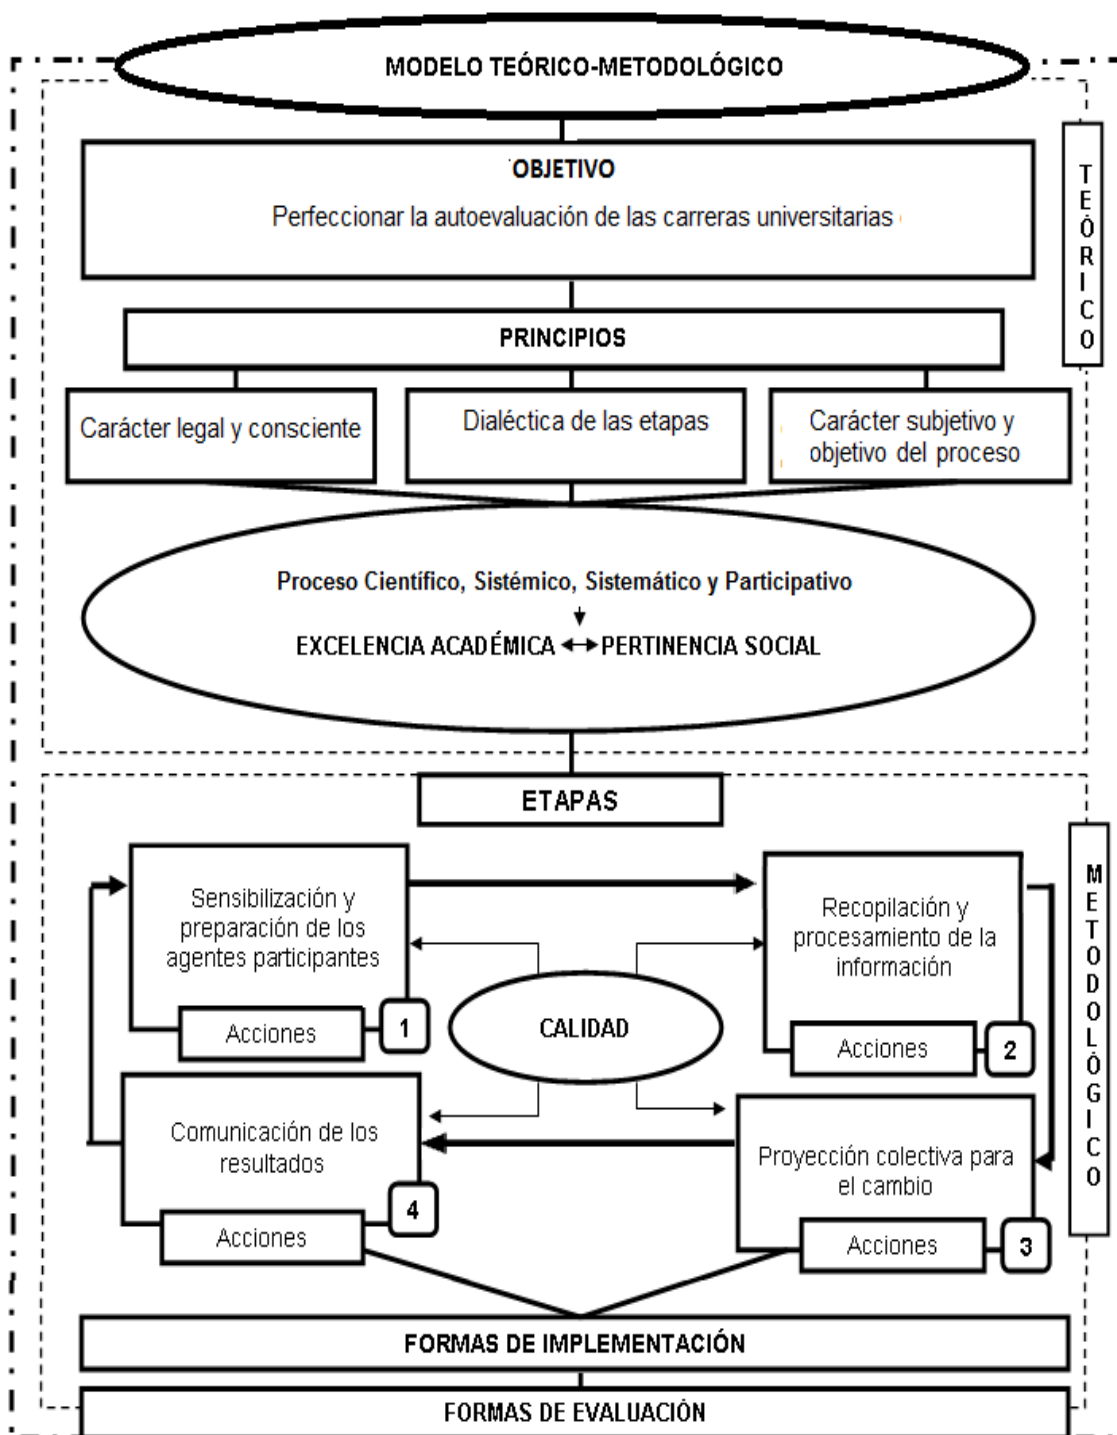 MODELO TEÓRICO-METODOLÓGICO
OBJETIVO
Perfeccionar la autoevaluación de las carreras universitarias
TEÓRICO
PRINCIPIOS
Carácter legal y consciente
Dialéctica de las etapas
Carácter subjetivo y
objetivo del proceso
Proceso Científico, Sistémico, Sistemático y Participativo
EXCELENCIA ACADÉMICA ↔ PERTINENCIA SOCIAL
ETAPAS
METODOLÓGICO
Sensibilización y
preparación de los
agentes participantes
Acciones
1
Recopilación y
procesamiento de la
información
Acciones
2
CALIDAD
Comunicación de los
resultados
Acciones
4
Proyección colectiva para
el cambio
Acciones
3
FORMAS DE IMPLEMENTACIÓN
FORMAS DE EVALUACIÓN